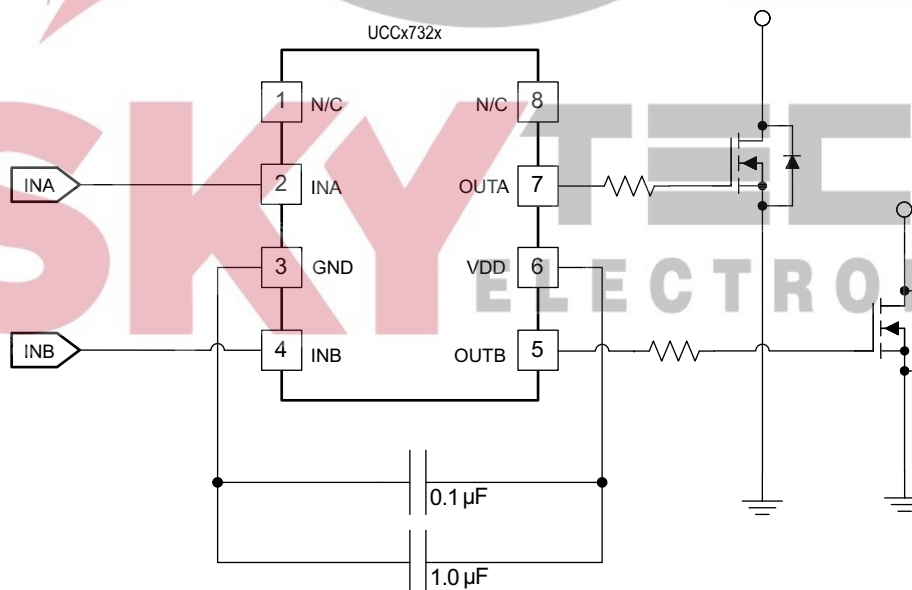 UCCx732x
1 N/C N/C 8
INA 2 INA OUTA 7
3 GND VDD 6
INB 4 INB OUTB 5
0.1 µF
1.0 µF
SKY TEC
ELECTRO